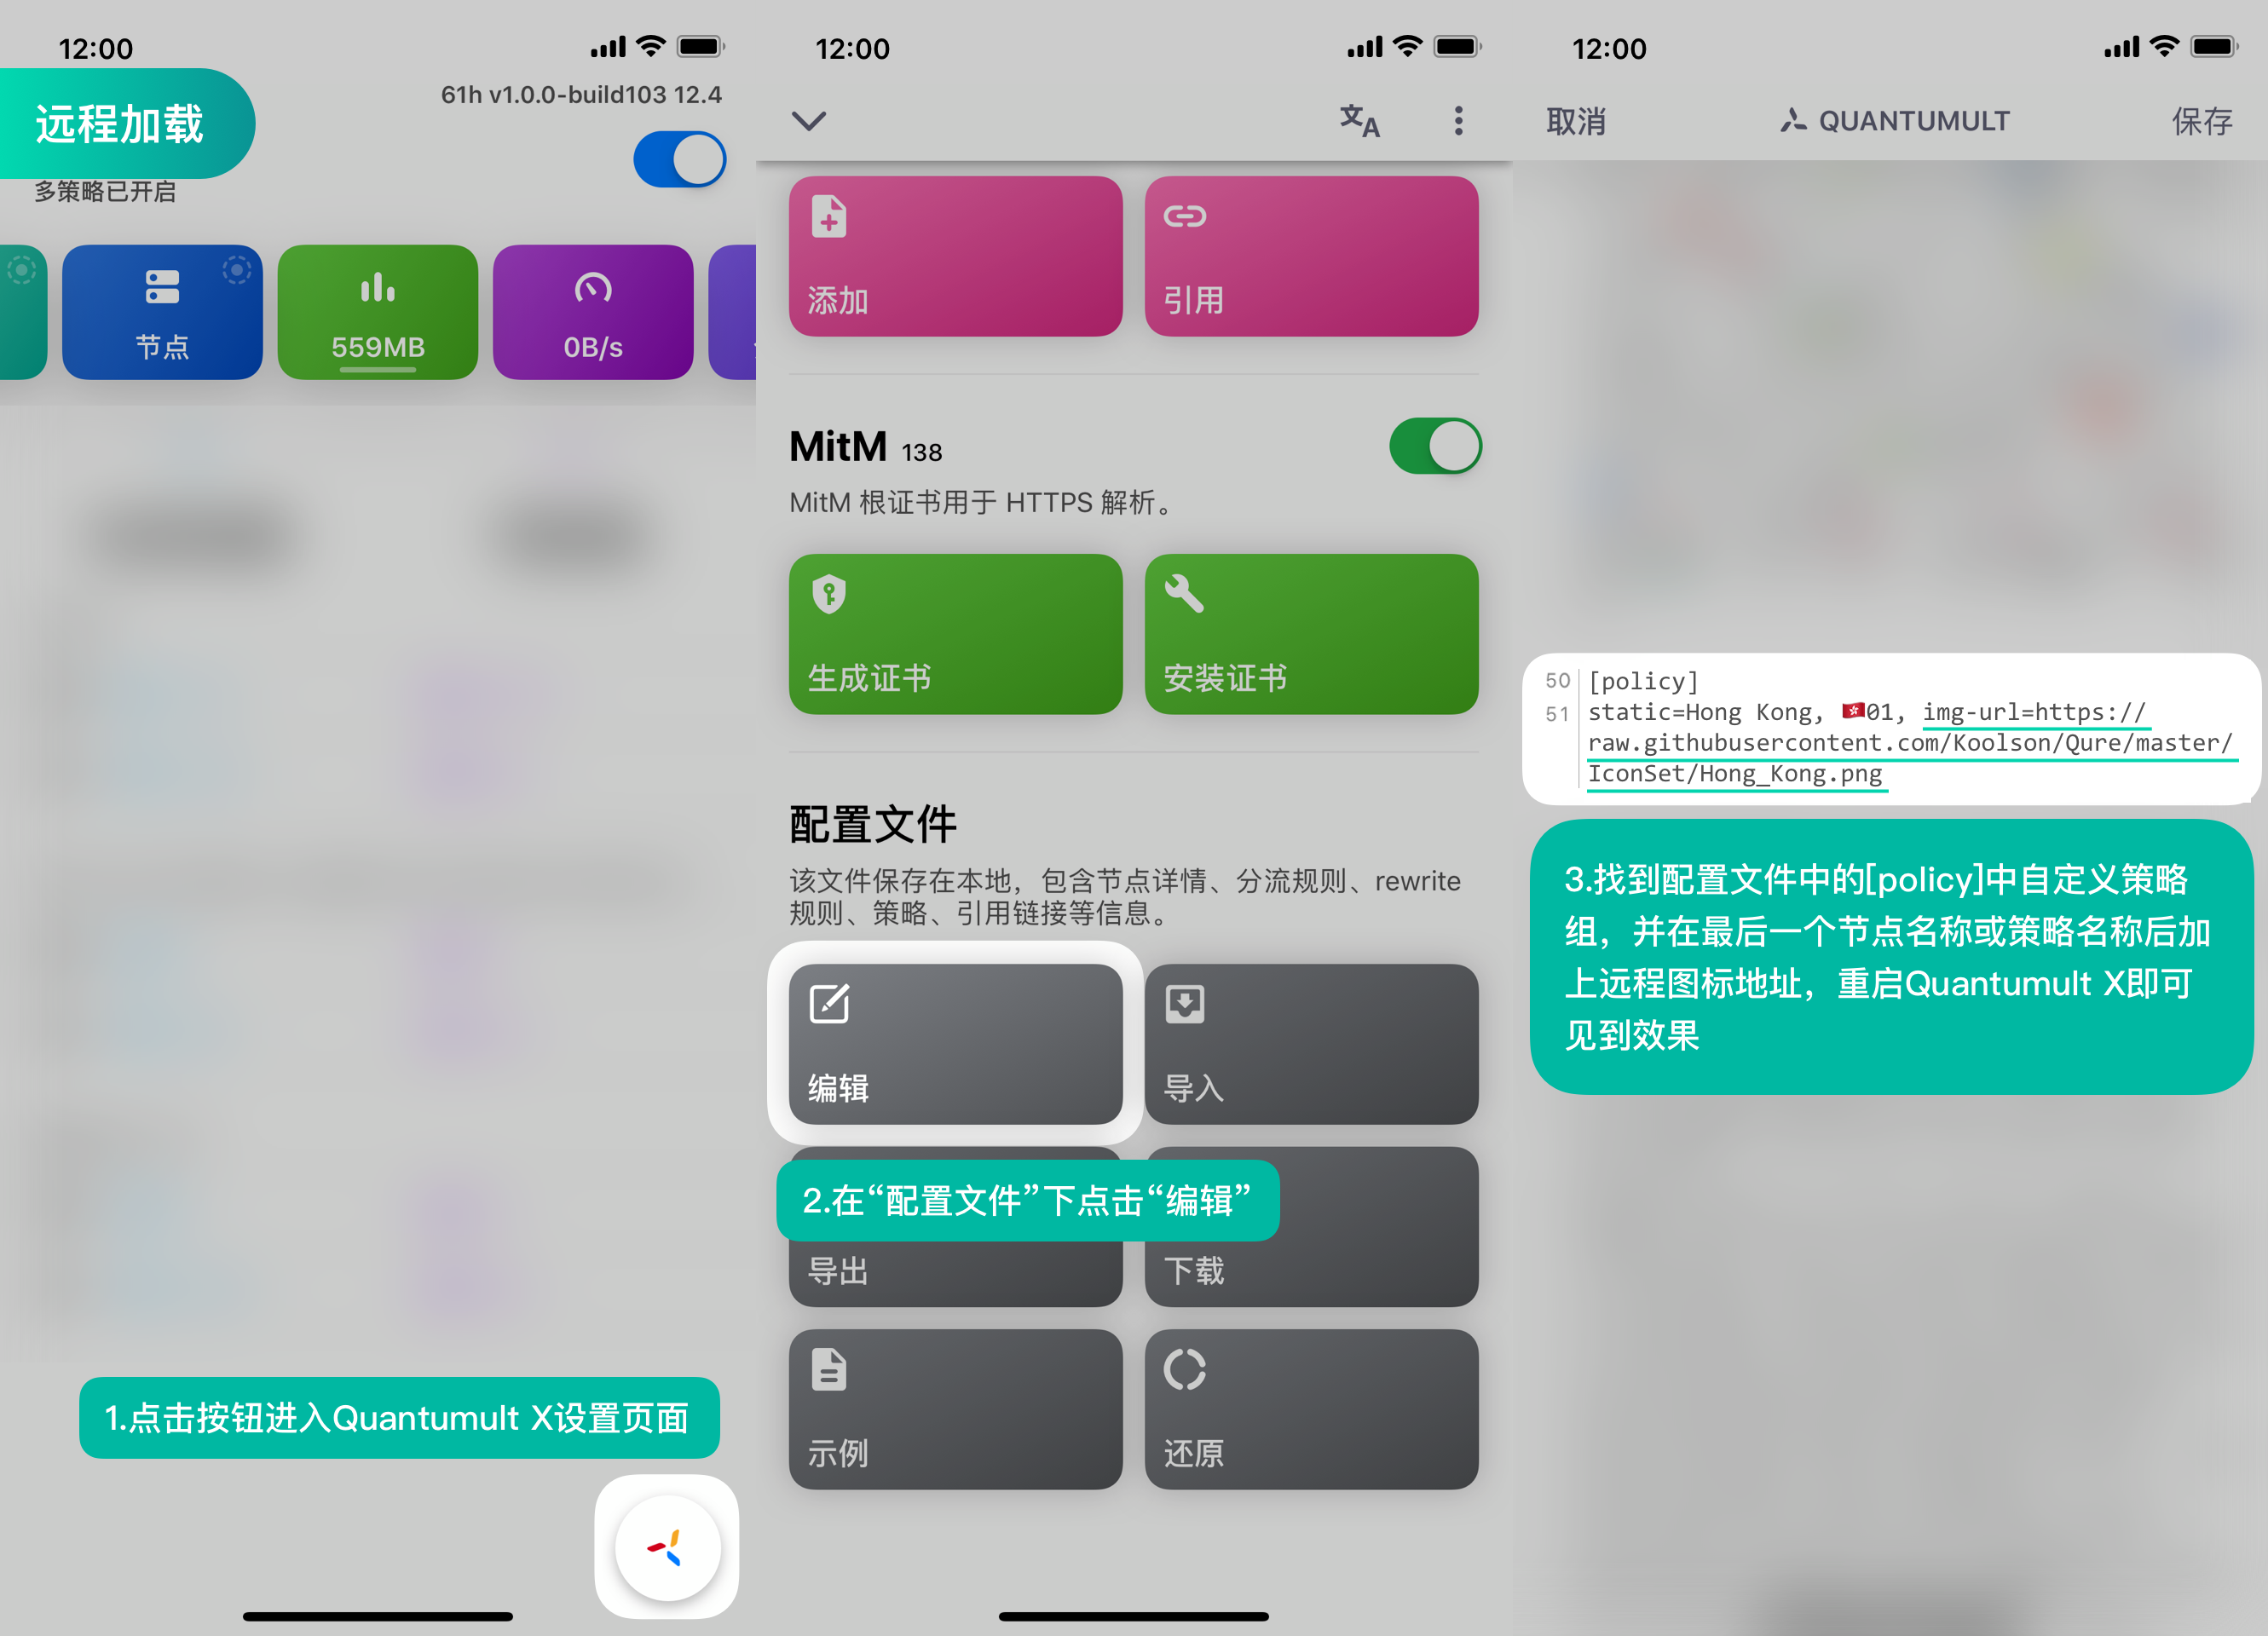 12:00
远程加载
61h v1.0.0-build103 12.4
多策略已开启
节点
559MB
0B/s
1.点击按钮进入Quantumult X设置页面
12:00
文A
添加
引用
MitM 138
MitM 根证书用于 HTTPS 解析。
生成证书
安装证书
配置文件
该文件保存在本地，包含节点详情、分流规则、rewrite
规则、策略、引用链接等信息。
编辑
导入
2.在“配置文件”下点击“编辑”
导出
下载
示例
还原
12:00
取消
QUANTUMULT
保存
50 [policy]
51 static=Hong Kong, 🇭🇰01, img-url=https://
raw.githubusercontent.com/Koolson/Qure/master/
IconSet/Hong_Kong.png
3.找到配置文件中的[policy]中自定义策略
组，并在最后一个节点名称或策略名称后加
上远程图标地址，重启Quantumult X即可
见到效果